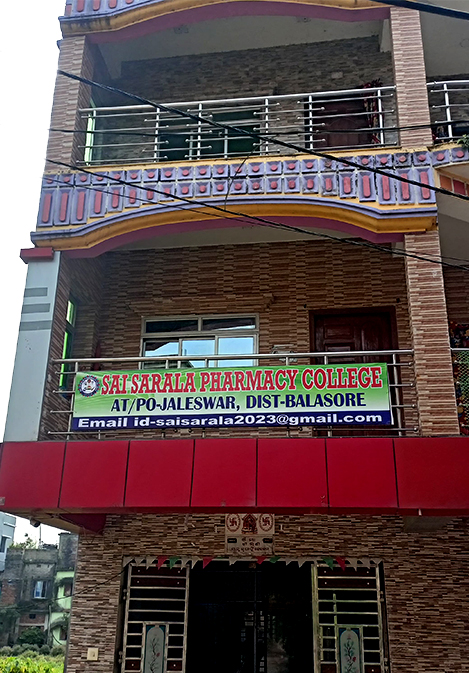 SAI SARALA PHARMACY COLLEGE
AT/PO-JALESWAR, DIST-BALASORE
Email id-saisarala2023@gmail.com